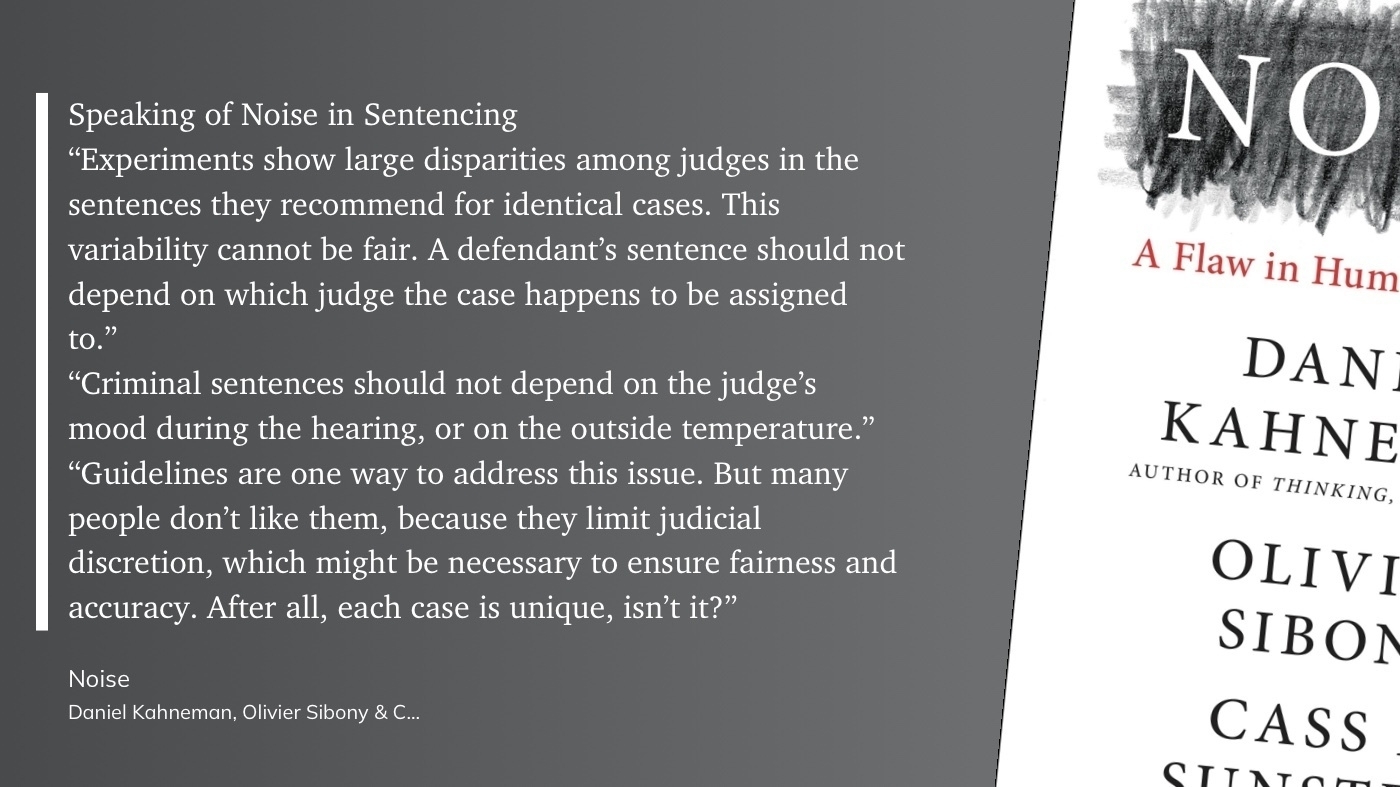 Speaking of Noise in Sentencing
“Experiments show large disparities among judges in the
sentences they recommend for identical cases. This
variability cannot be fair. A defendant’s sentence should not
depend on which judge the case happens to be assigned
to.”
“Criminal sentences should not depend on the judge’s
mood during the hearing, or on the outside temperature.”
“Guidelines are one way to address this issue. But many
people don’t like them, because they limit judicial
discretion, which might be necessary to ensure fairness and
accuracy. After all, each case is unique, isn’t it?”
Noise
Daniel Kahneman, Olivier Sibony & C...
NO
A Flaw in Hum
DANI
KAHNE
AUTHOR OF THINKING,
OLIVI
SIBON
CASS
SUNST